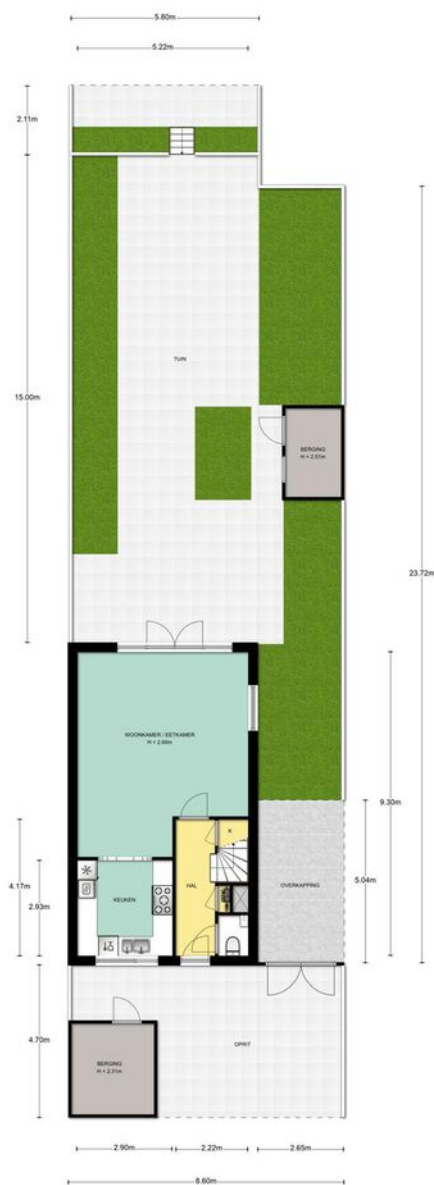 5.80m
5.22m
2.11m
TUIN
15.00m
BERGING
H = 2.51m
23.72m
WOONKAMER / EETKAMER
H = 2.60m
9.30m
K
4.17m
HAL
OVERKAPPING
5.04m
2.93m
KEUKEN
4.70m
OPRIT
BERGING
H = 2.31m
2.90m
2.22m
2.65m
8.60m